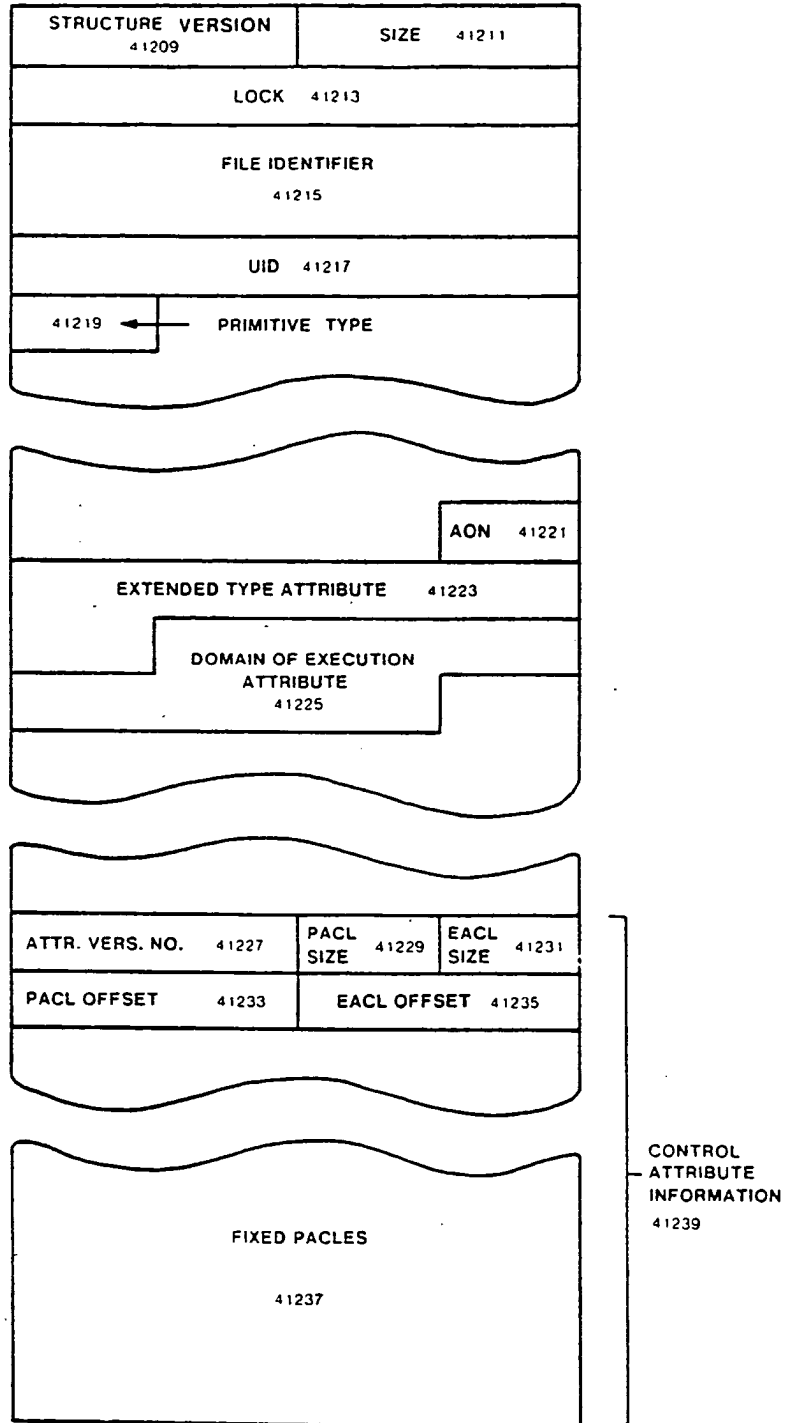 STRUCTURE VERSION
41209
SIZE 41211
LOCK 41213
FILE IDENTIFIER
41215
UID 41217
41219
PRIMITIVE TYPE
AON 41221
EXTENDED TYPE ATTRIBUTE 41223
DOMAIN OF EXECUTION
ATTRIBUTE
41225
ATTR. VERS. NO. 41227
PACL
SIZE 41229
EACL
SIZE 41231
PACL OFFSET 41233
EACL OFFSET 41235
CONTROL
ATTRIBUTE
INFORMATION
41239
FIXED PACLES
41237